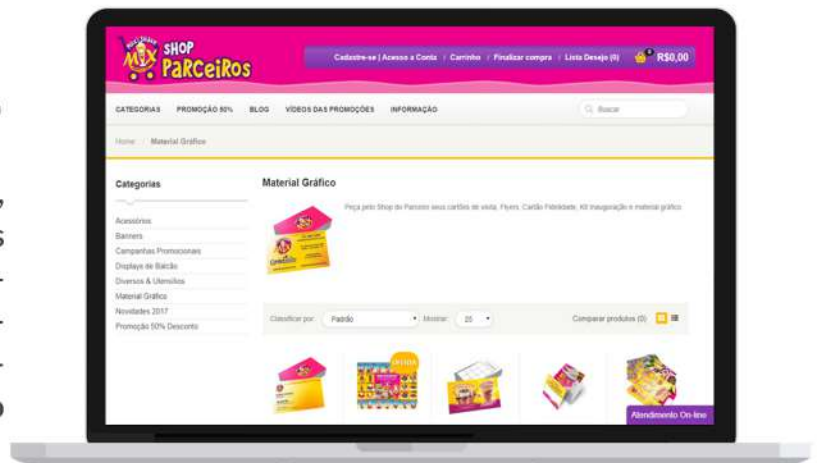 SHOP
PaRCeiRos
MIX
Cadastre-se | Acesso a Conta / Carrinho / Finalizar compra / Lista Desejo (0) 0 R$0,00
CATEGORIAS PROMOÇÃO 50% BLOG VÍDEOS DAS PROMOÇÕES INFORMAÇÃO Buscar
Home / Material Gráfico
Categorias
Acessórios
Banners
Campanhas Promocionais
Displays de Balcão
Diversos & Utensílios
Material Gráfico
Novidades 2017
Promoção 50% Desconto
Material Gráfico
Peça pelo Shop do Parceiro seus cartões de visita, Flyers, Cartão Fidelidade, Kit Inauguração e material gráfico
Classificar por: Padrão Mostrar: 25 Comparar produtos (0)
Atendimento On-line